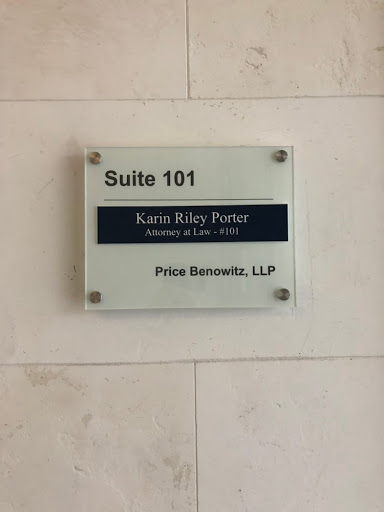 Suite 101
Karin Riley Porter
Attorney at Law - #101
Price Benowitz, LLP